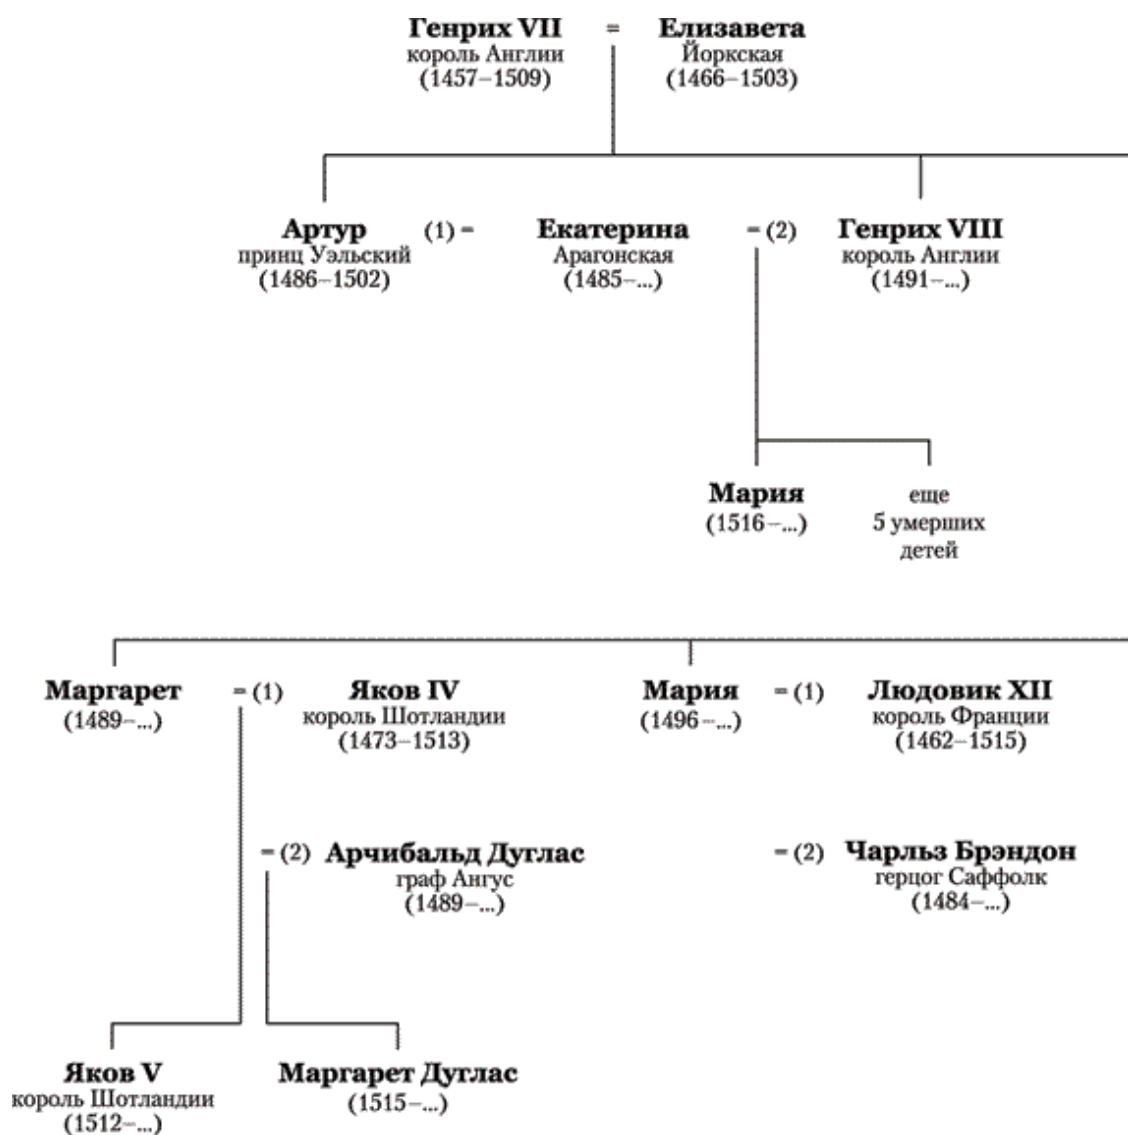 Генрих VII = Елизавета
король Англии Йоркская
(1457–1509) (1466–1503)
Артур (1) = Екатерина = (2) Генрих VIII
принц Уэльский Арагонская король Англии
(1486–1502) (1485–...) (1491–...)
Мария еще
(1516–...) 5 умерших
детей
Маргарет = (1) Яков IV Мария = (1) Людовик XII
(1489–...) король Шотландии (1496–...) король Франции
(1473–1513) (1462–1515)
= (2) Арчибальд Дуглас = (2) Чарльз Брэндон
граф Ангус герцог Саффолк
(1489–...) (1484–...)
Яков V Маргарет Дуглас
король Шотландии (1515–...)
(1512–...)